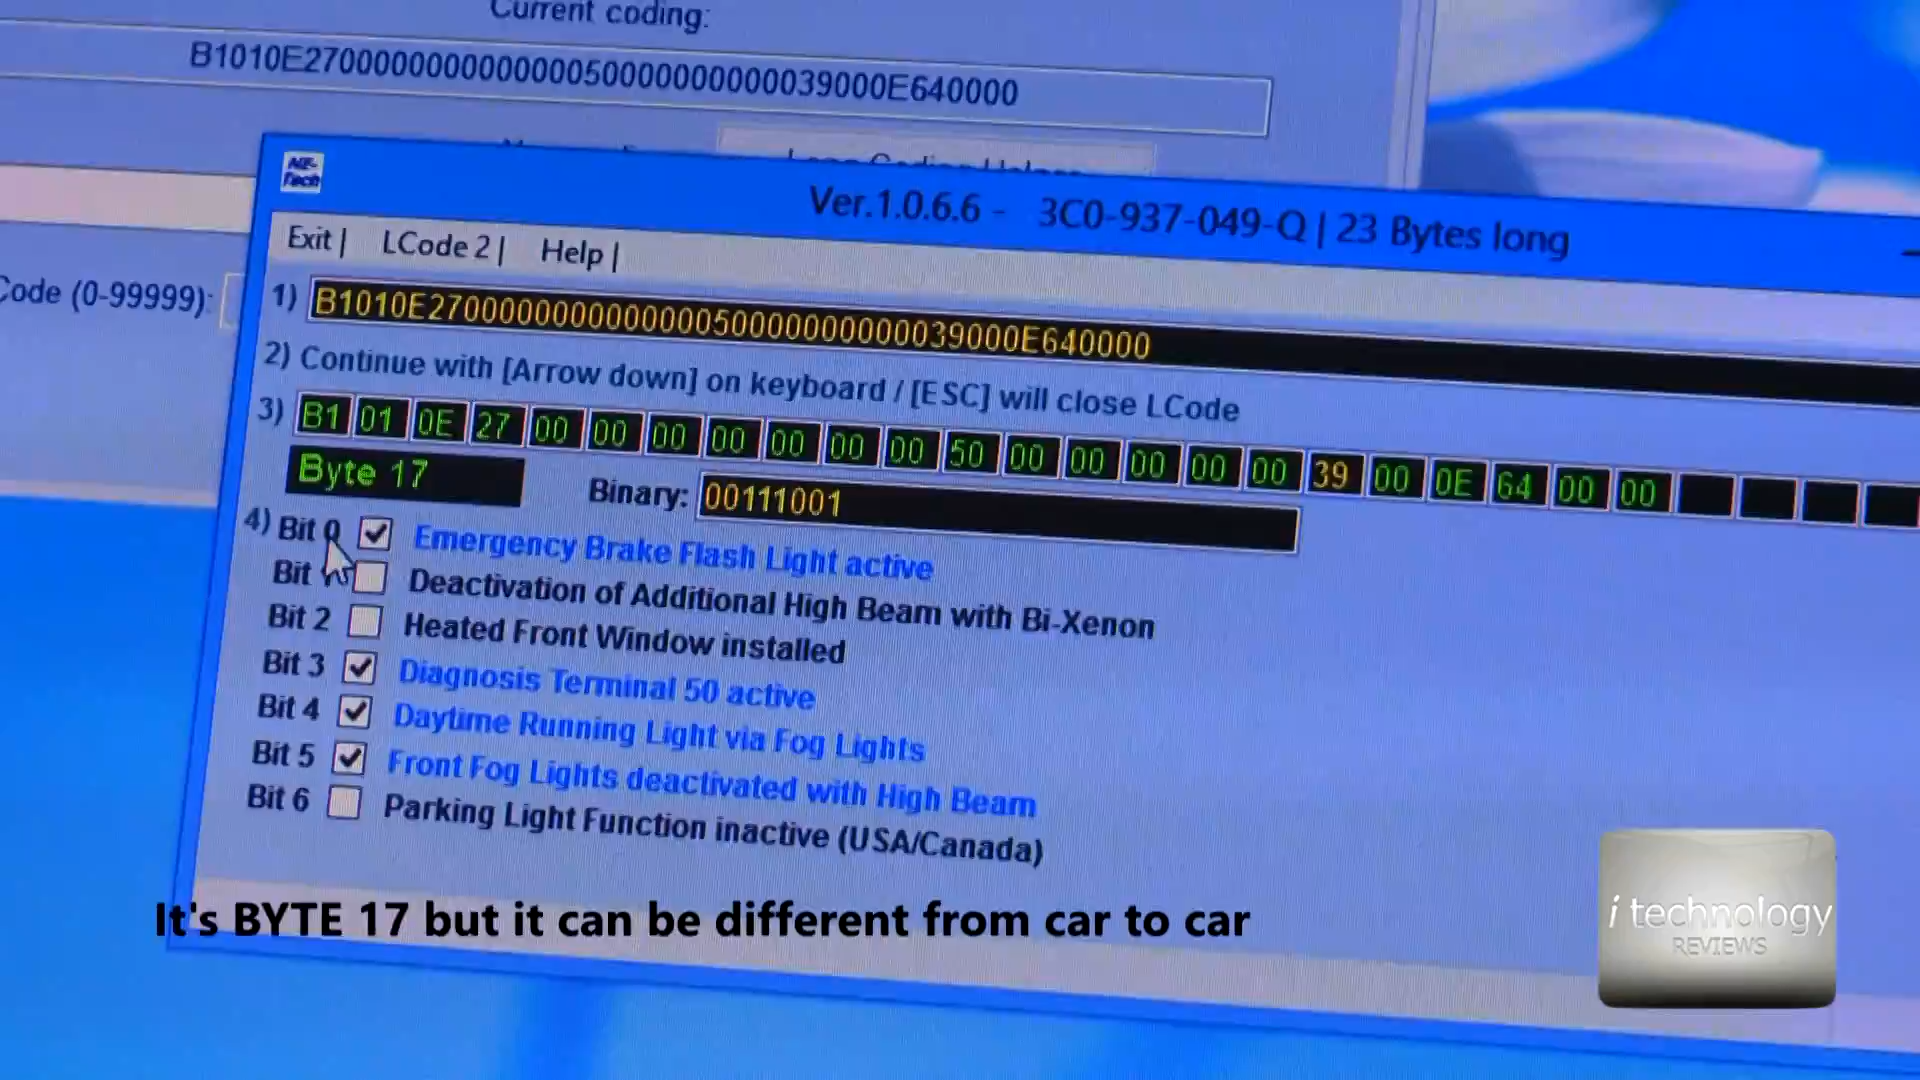 Current coding:
B1010E270000000000000050000000000039000E640000
Code (0-99999):
Ver.1.0.6.6 - 3C0-937-049-Q | 23 Bytes long
Exit | LCode 2 | Help |
1) B1010E270000000000000050000000000039000E640000
2) Continue with [Arrow down] on keyboard / [ESC] will close LCode
3) B1 01 0E 27 00 00 00 00 00 00 00 50 00 00 00 00 00 39 00 0E 64 00 00
Byte 17
Binary: 00111001
4) Bit 0 Emergency Brake Flash Light active
Bit Deactivation of Additional High Beam with Bi-Xenon
Bit 2 Heated Front Window installed
Bit 3 Diagnosis Terminal 50 active
Bit 4 Daytime Running Light via Fog Lights
Bit 5 Front Fog Lights deactivated with High Beam
Bit 6 Parking Light Function inactive (USA/Canada)
It's BYTE 17 but it can be different from car to car
i technology
REVIEWS